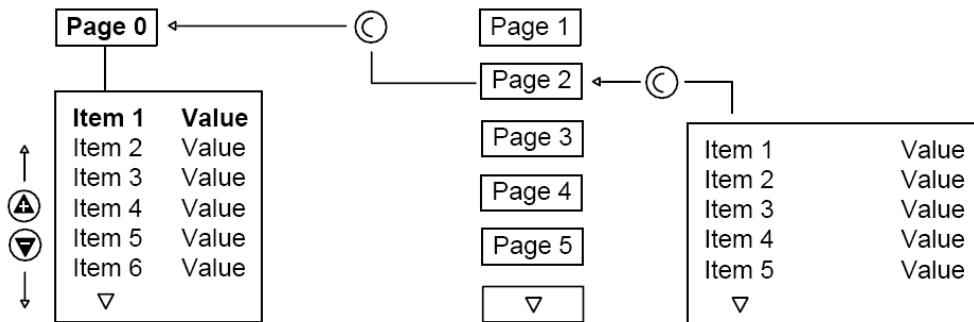 Page 0
Item 1 Value
Item 2 Value
Item 3 Value
Item 4 Value
Item 5 Value
Item 6 Value
Page 1
Page 2
Page 3
Page 4
Page 5
Item 1 Value
Item 2 Value
Item 3 Value
Item 4 Value
Item 5 Value